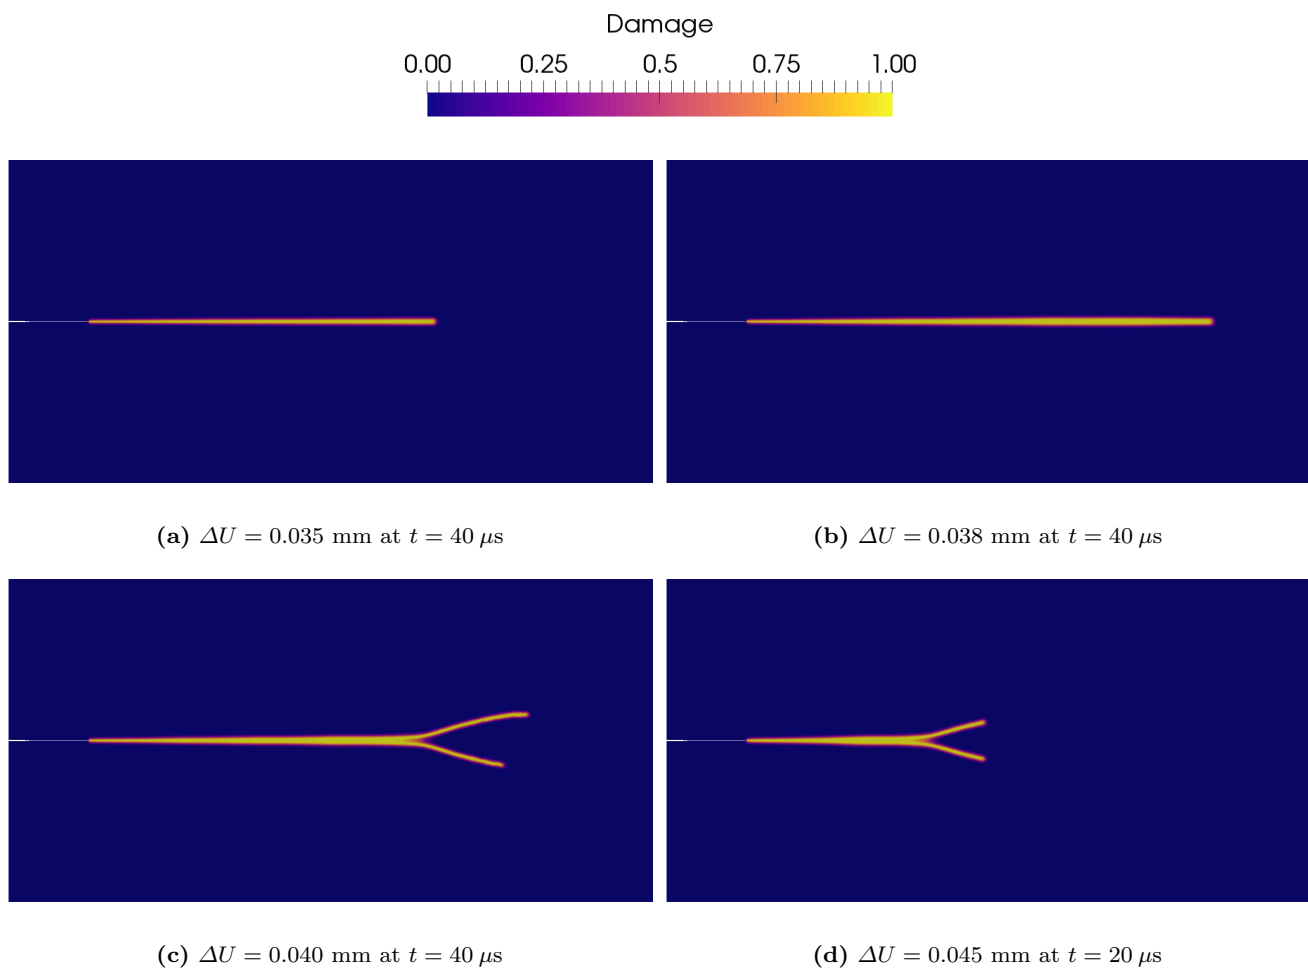 Damage
0.00 0.25 0.5 0.75 1.00
(a) ΔU = 0.035 mm at t = 40 μs
(b) ΔU = 0.038 mm at t = 40 μs
(c) ΔU = 0.040 mm at t = 40 μs
(d) ΔU = 0.045 mm at t = 20 μs